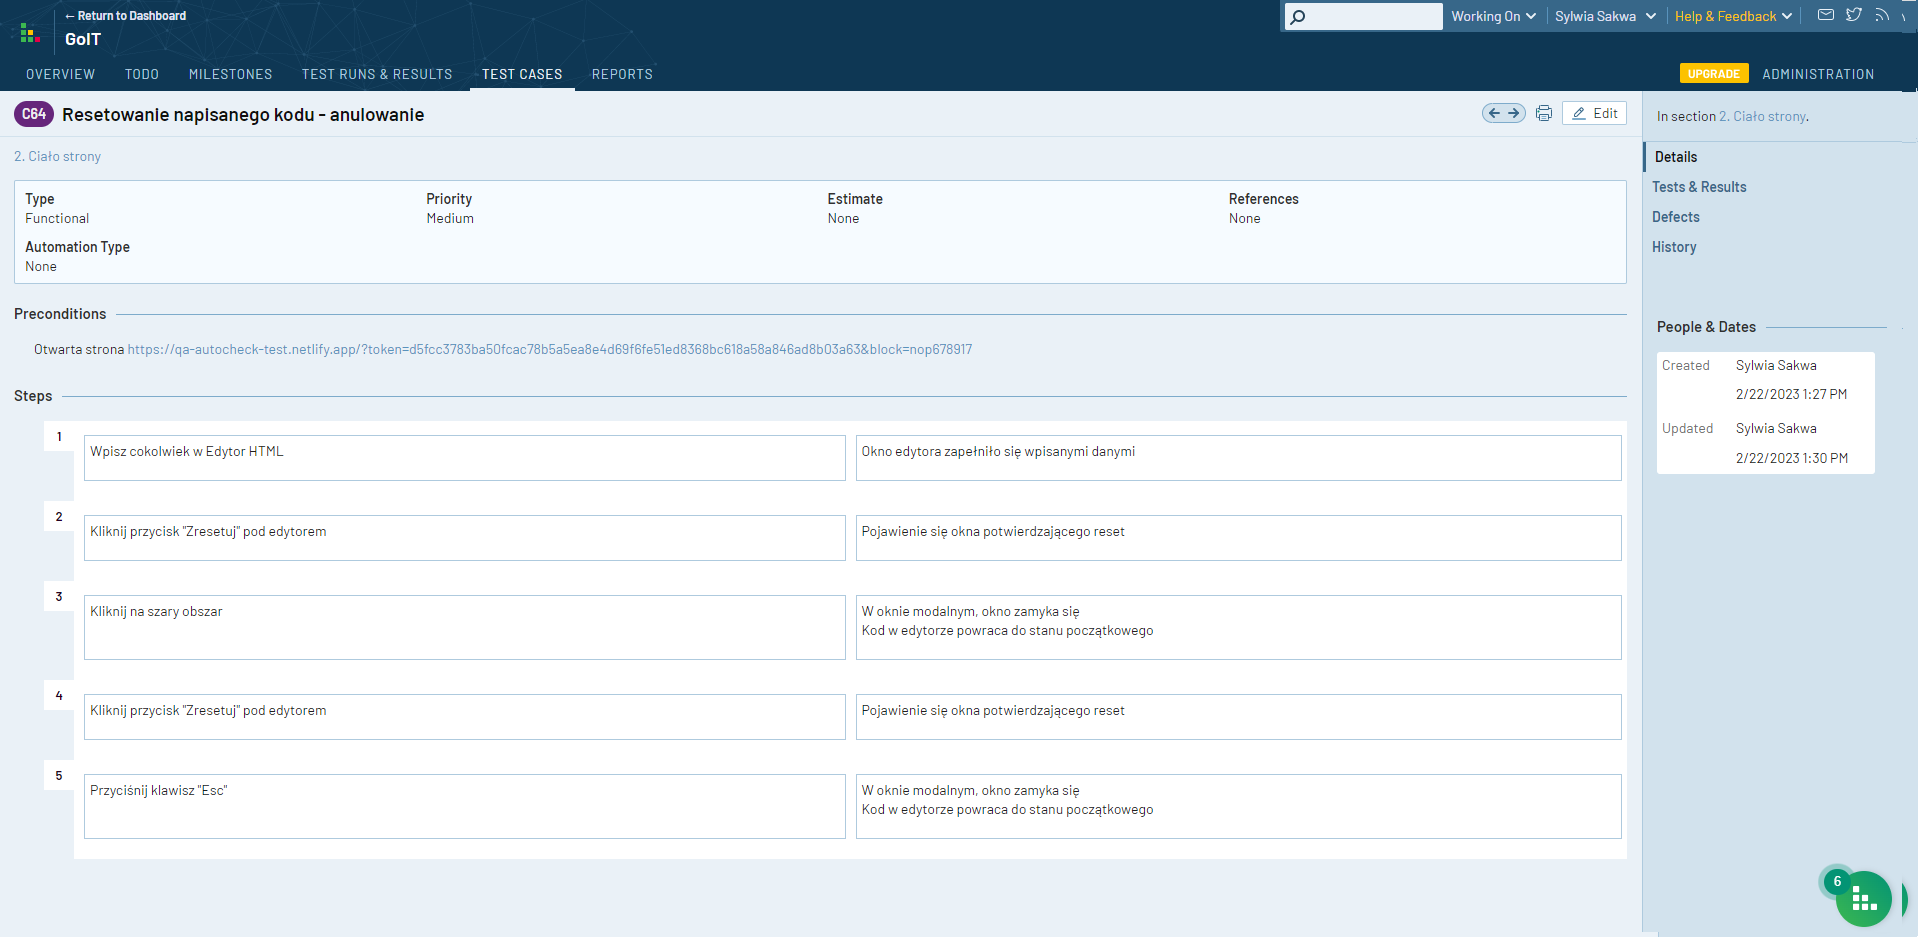 ← Return to Dashboard
GoIT
Working On
Sylwia Sakwa
Help & Feedback
OVERVIEW
TODO
MILESTONES
TEST RUNS & RESULTS
TEST CASES
REPORTS
UPGRADE
ADMINISTRATION
C64 Resetowanie napisanego kodu - anulowanie
Edit
2. Ciało strony
Type
Functional
Priority
Medium
Estimate
None
References
None
Automation Type
None
Preconditions
Otwarta strona https://qa-autocheck-test.netlify.app/?token=d5fcc3783ba50fcac78b5a5ea8e4d69f6fe51ed8368bc618a58a846ad8b03a63&block=nop678917
Steps
1
Wpisz cokolwiek w Edytor HTML
Okno edytora zapełniło się wpisanymi danymi
2
Kliknij przycisk "Zresetuj" pod edytorem
Pojawienie się okna potwierdzającego reset
3
Kliknij na szary obszar
W oknie modalnym, okno zamyka się
Kod w edytorze powraca do stanu początkowego
4
Kliknij przycisk "Zresetuj" pod edytorem
Pojawienie się okna potwierdzającego reset
5
Przyciśnij klawisz "Esc"
W oknie modalnym, okno zamyka się
Kod w edytorze powraca do stanu początkowego
In section 2. Ciało strony.
Details
Tests & Results
Defects
History
People & Dates
Created
Sylwia Sakwa
2/22/2023 1:27 PM
Updated
Sylwia Sakwa
2/22/2023 1:30 PM
6